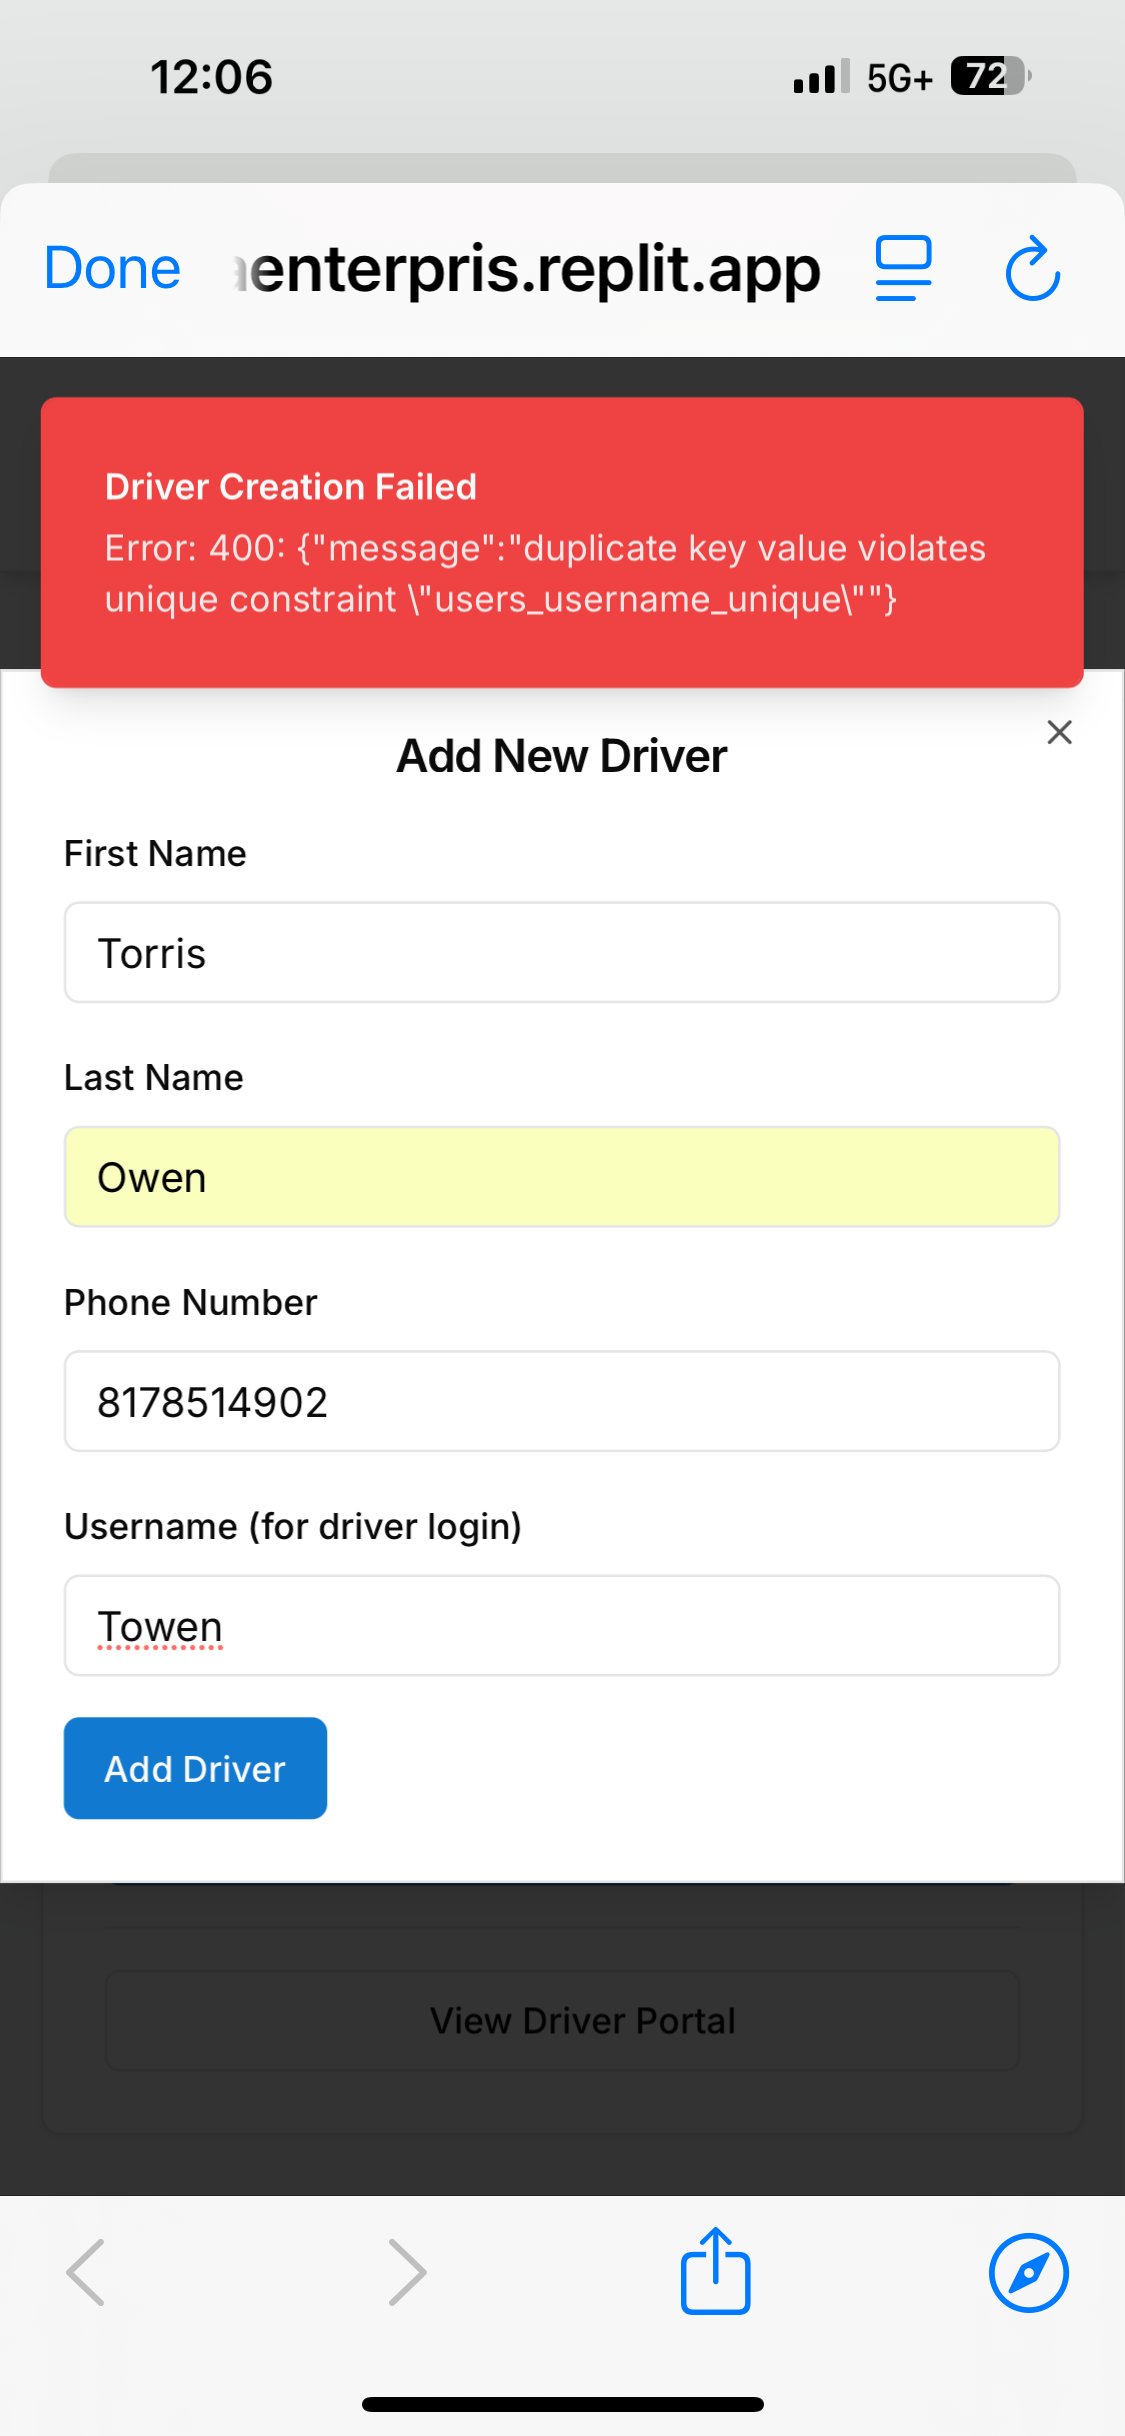 12:06
5G+
72
Done
enterpris.replit.app
Driver Creation Failed
Error: 400: {"message":"duplicate key value violates
unique constraint \"users_username_unique\""}
Add New Driver
First Name
Torris
Last Name
Owen
Phone Number
8178514902
Username (for driver login)
Towen
Add Driver
View Driver Portal